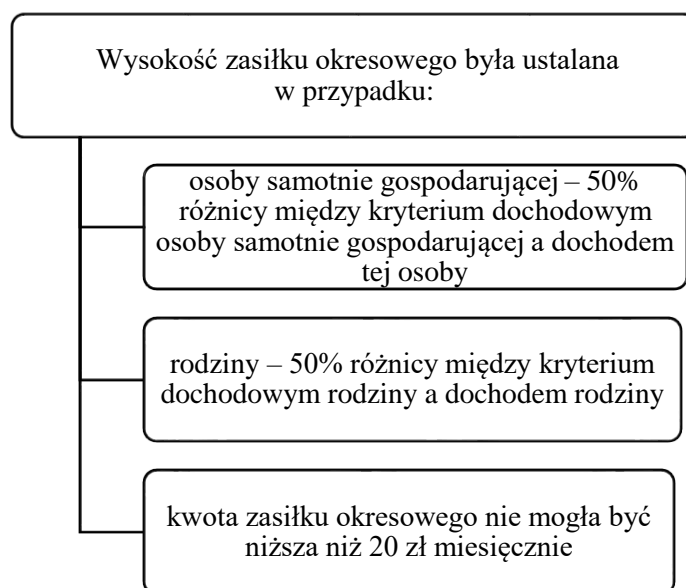 Wysokość zasiłku okresowego była ustalana
w przypadku:
osoby samotnie gospodarującej – 50%
różnicy między kryterium dochodowym
osoby samotnie gospodarującej a dochodem
tej osoby
rodziny – 50% różnicy między kryterium
dochodowym rodziny a dochodem rodziny
kwota zasiłku okresowego nie mogła być
niższa niż 20 zł miesięcznie